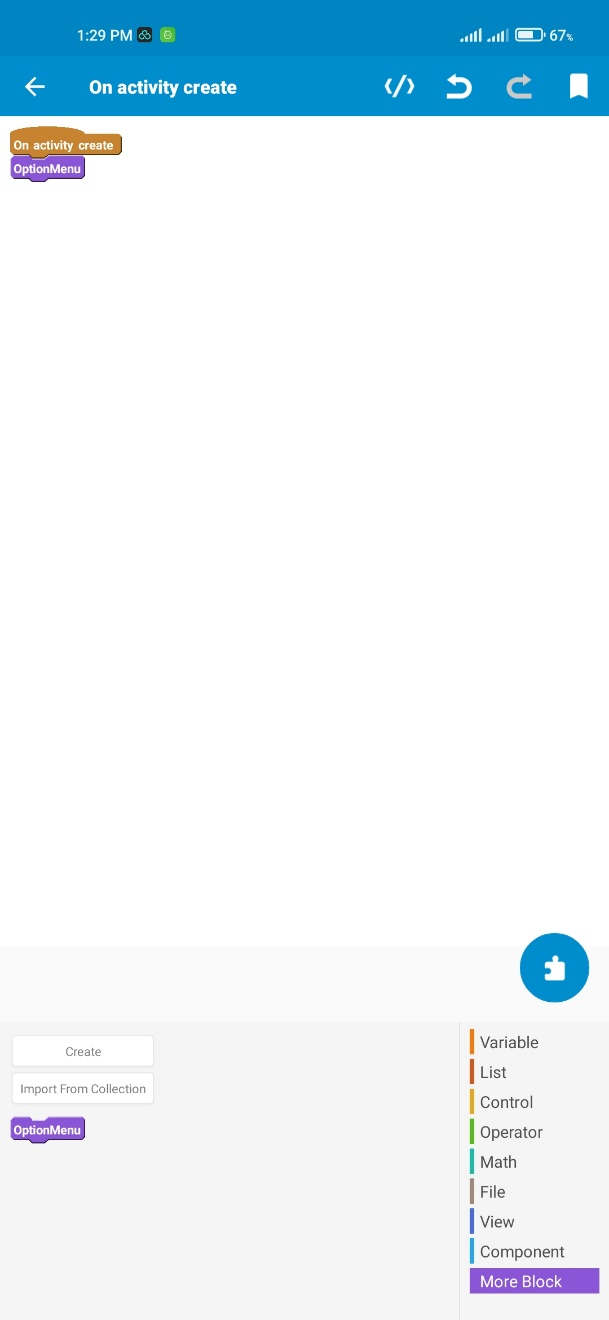 1:29 PM
67%
On activity create
On activity create
OptionMenu
Create
Import From Collection
OptionMenu
Variable
List
Control
Operator
Math
File
View
Component
More Block